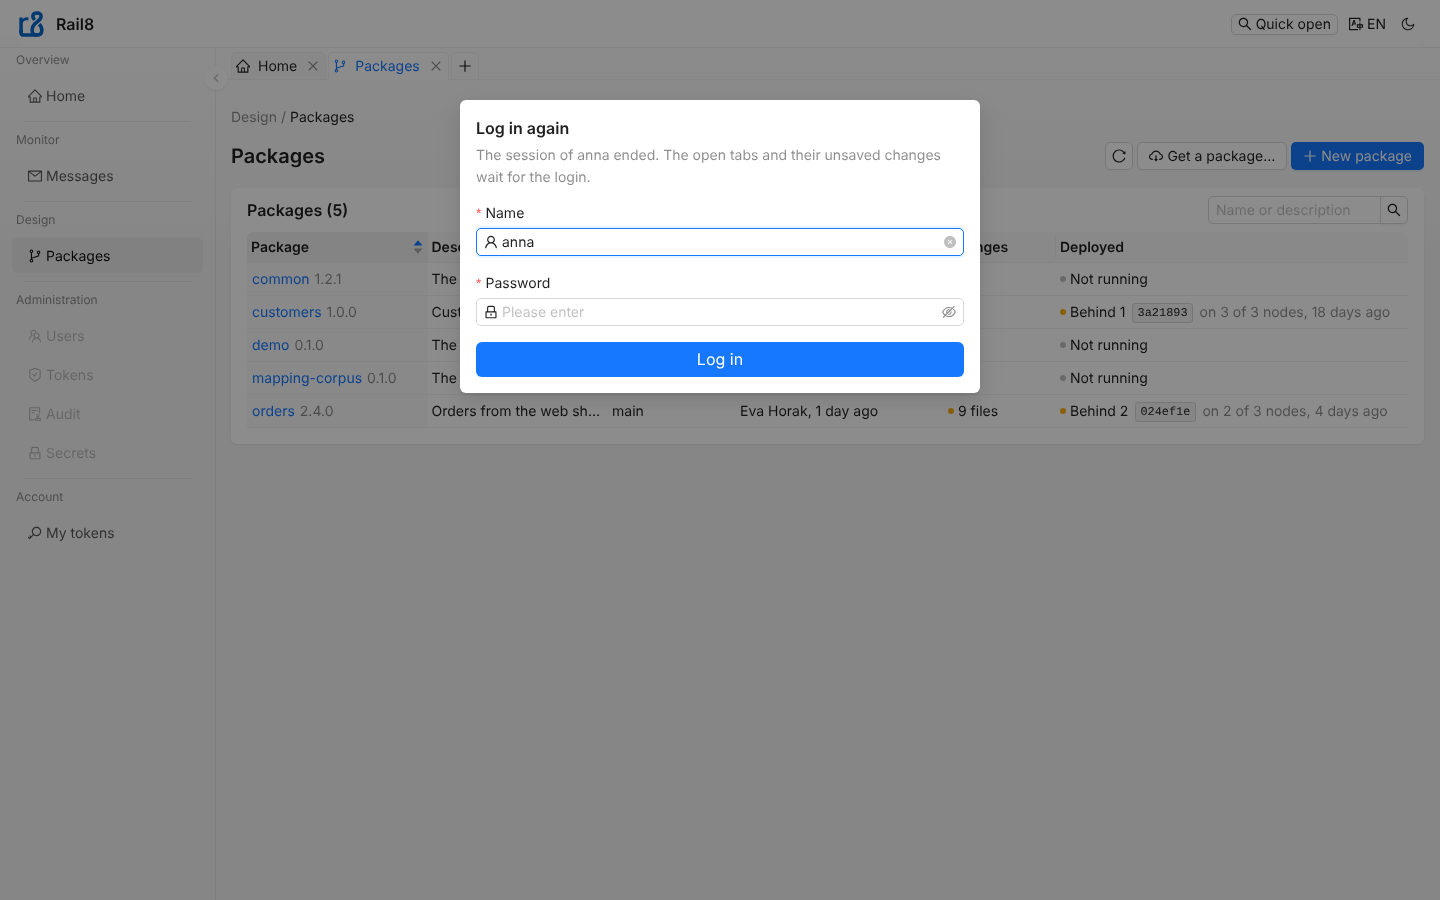 r8 Rail8
Quick open
EN
Overview
Home
Monitor
Messages
Design
Packages
Administration
Users
Tokens
Audit
Secrets
Account
My tokens
Home
Packages
Design / Packages
Packages
Get a package...
New package
Packages (5)
Name or description
Package Desc nges Deployed
common 1.2.1 The Not running
customers 1.0.0 Cust Behind 1 3a21893 on 3 of 3 nodes, 18 days ago
demo 0.1.0 The Not running
mapping-corpus 0.1.0 The Not running
orders 2.4.0 Orders from the web sh... main Eva Horak, 1 day ago 9 files Behind 2 024ef1e on 2 of 3 nodes, 4 days ago
Log in again
The session of anna ended. The open tabs and their unsaved changes
wait for the login.
* Name
anna
* Password
Please enter
Log in